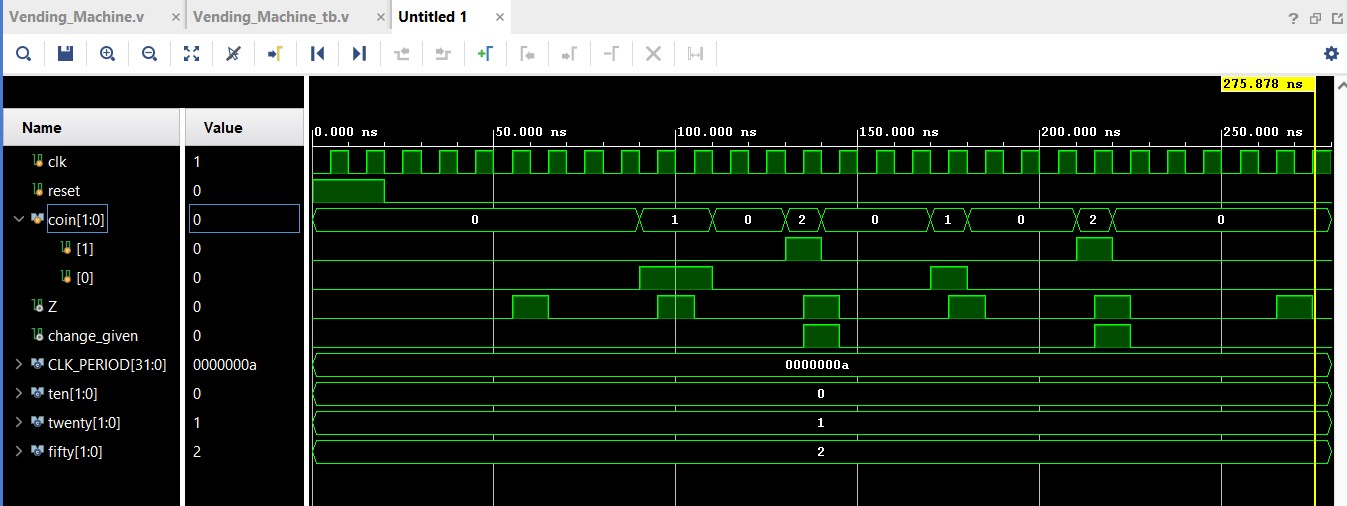 Vending_Machine.v × Vending_Machine_tb.v × Untitled 1 ×
?
275.878 ns
Name Value
0.000 ns 50.000 ns 100.000 ns 150.000 ns 200.000 ns 250.000 ns
clk 1
reset 0
coin[1:0] 0 0 1 0 2 0 1 0 2 0
[1] 0
[0] 0
Z 0
change_given 0
CLK_PERIOD[31:0] 0000000a 0000000a
ten[1:0] 0 0
twenty[1:0] 1 1
fifty[1:0] 2 2